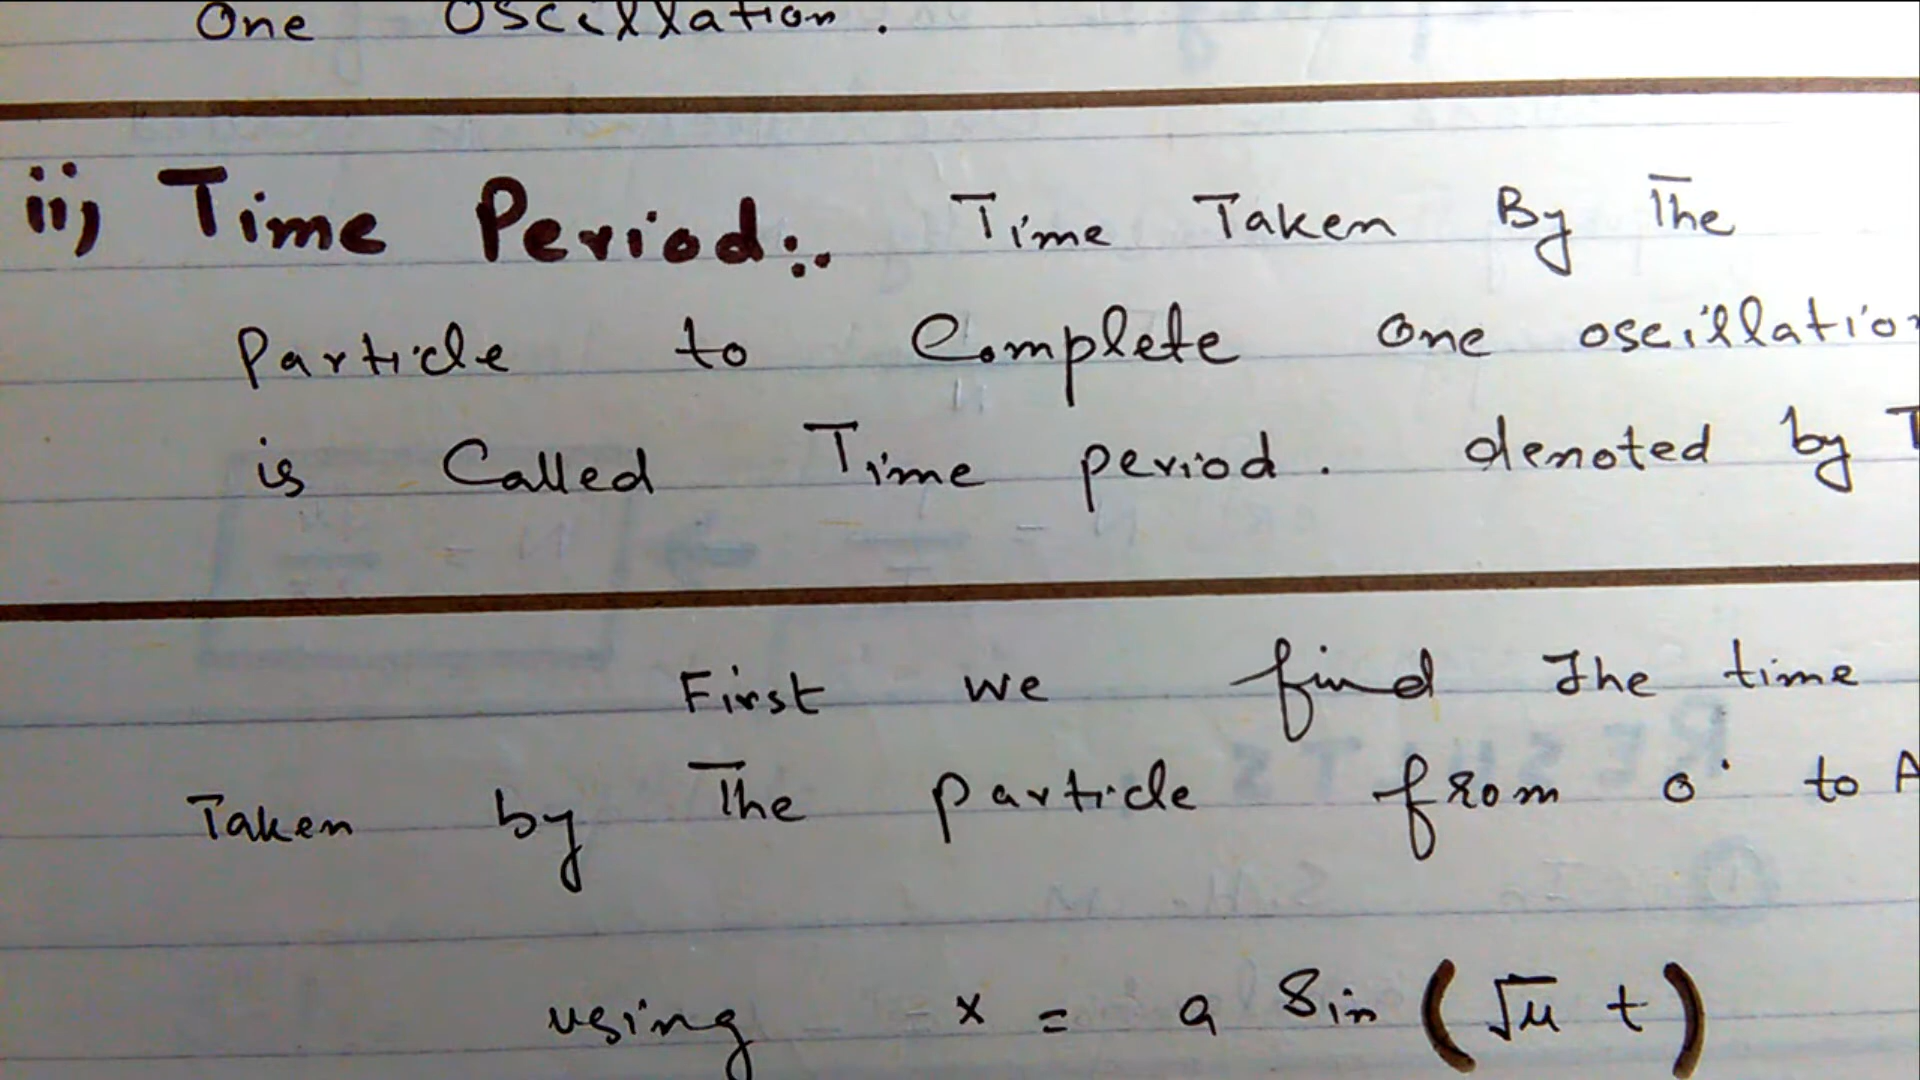 One Oscillation.
ii) Time Period:. Time Taken By The
Particle to Complete one oscillation
is Called Time period. denoted by T
First we find The time
Taken by The particle from o' to A
using x = a Sin (√μ t)